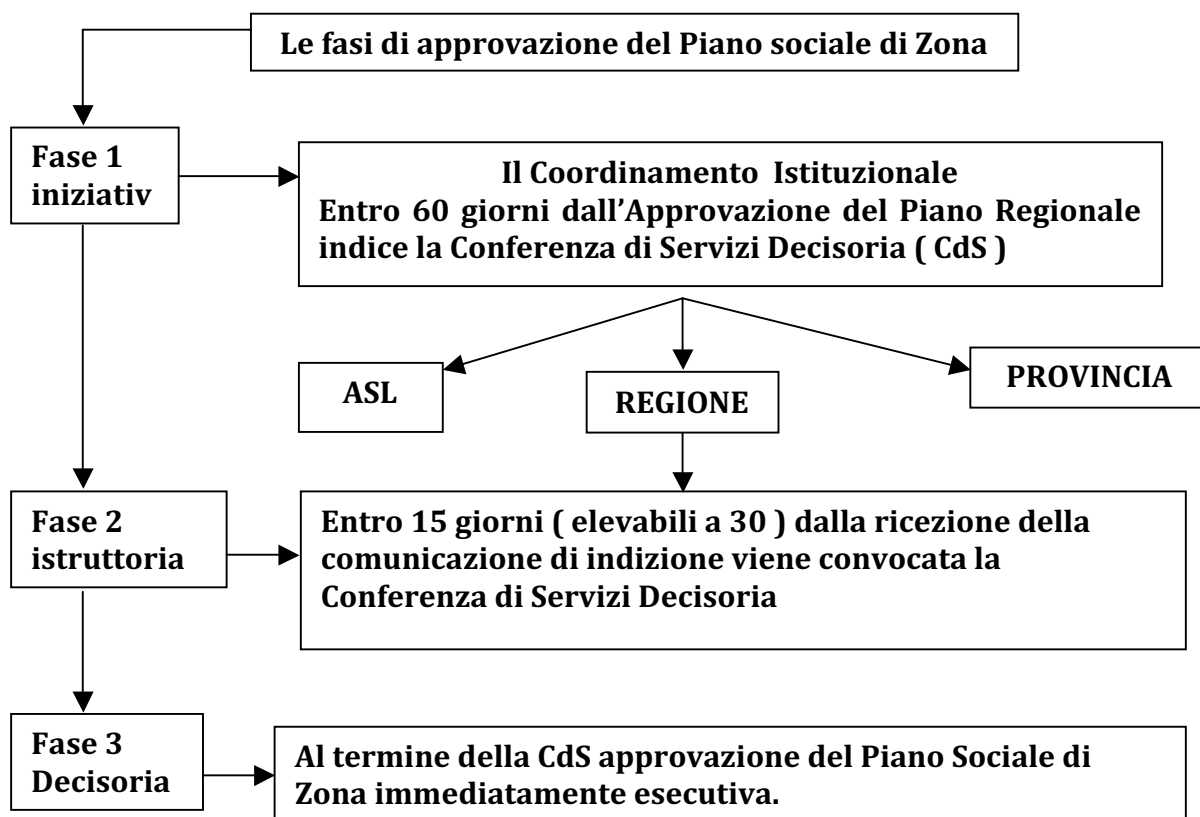 Le fasi di approvazione del Piano sociale di Zona
Fase 1
iniziativ
Il Coordinamento Istituzionale
Entro 60 giorni dall'Approvazione del Piano Regionale
indice la Conferenza di Servizi Decisoria ( CdS )
ASL
REGIONE
PROVINCIA
Fase 2
istruttoria
Entro 15 giorni ( elevabili a 30 ) dalla ricezione della
comunicazione di indizione viene convocata la
Conferenza di Servizi Decisoria
Fase 3
Decisoria
Al termine della CdS approvazione del Piano Sociale di
Zona immediatamente esecutiva.